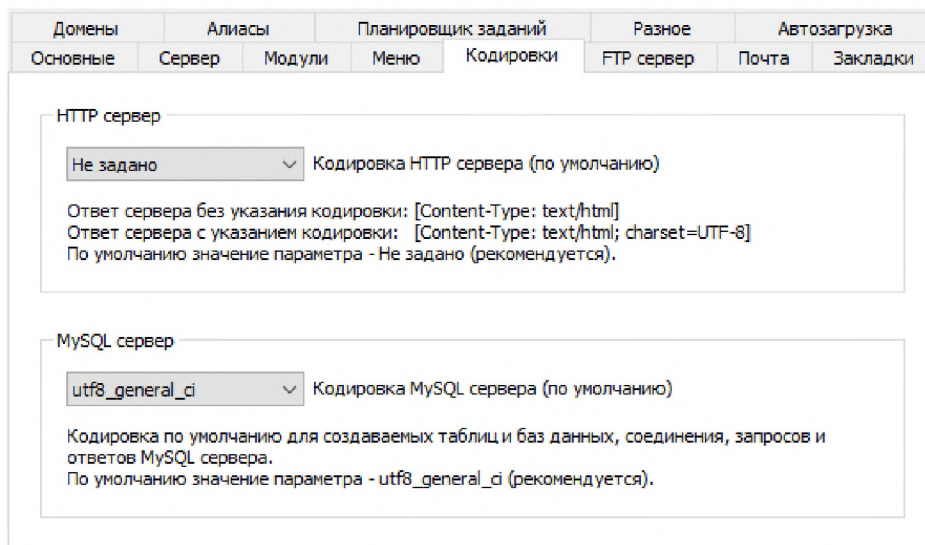 Домены Алиасы Планировщик заданий Разное Автозагрузка
Основные Сервер Модули Меню Кодировки FTP сервер Почта Закладки
HTTP сервер
Не задано Кодировка HTTP сервера (по умолчанию)
Ответ сервера без указания кодировки: [Content-Type: text/html]
Ответ сервера с указанием кодировки: [Content-Type: text/html; charset=UTF-8]
По умолчанию значение параметра - Не задано (рекомендуется).
MySQL сервер
utf8_general_ci Кодировка MySQL сервера (по умолчанию)
Кодировка по умолчанию для создаваемых таблиц и баз данных, соединения, запросов и
ответов MySQL сервера.
По умолчанию значение параметра - utf8_general_ci (рекомендуется).